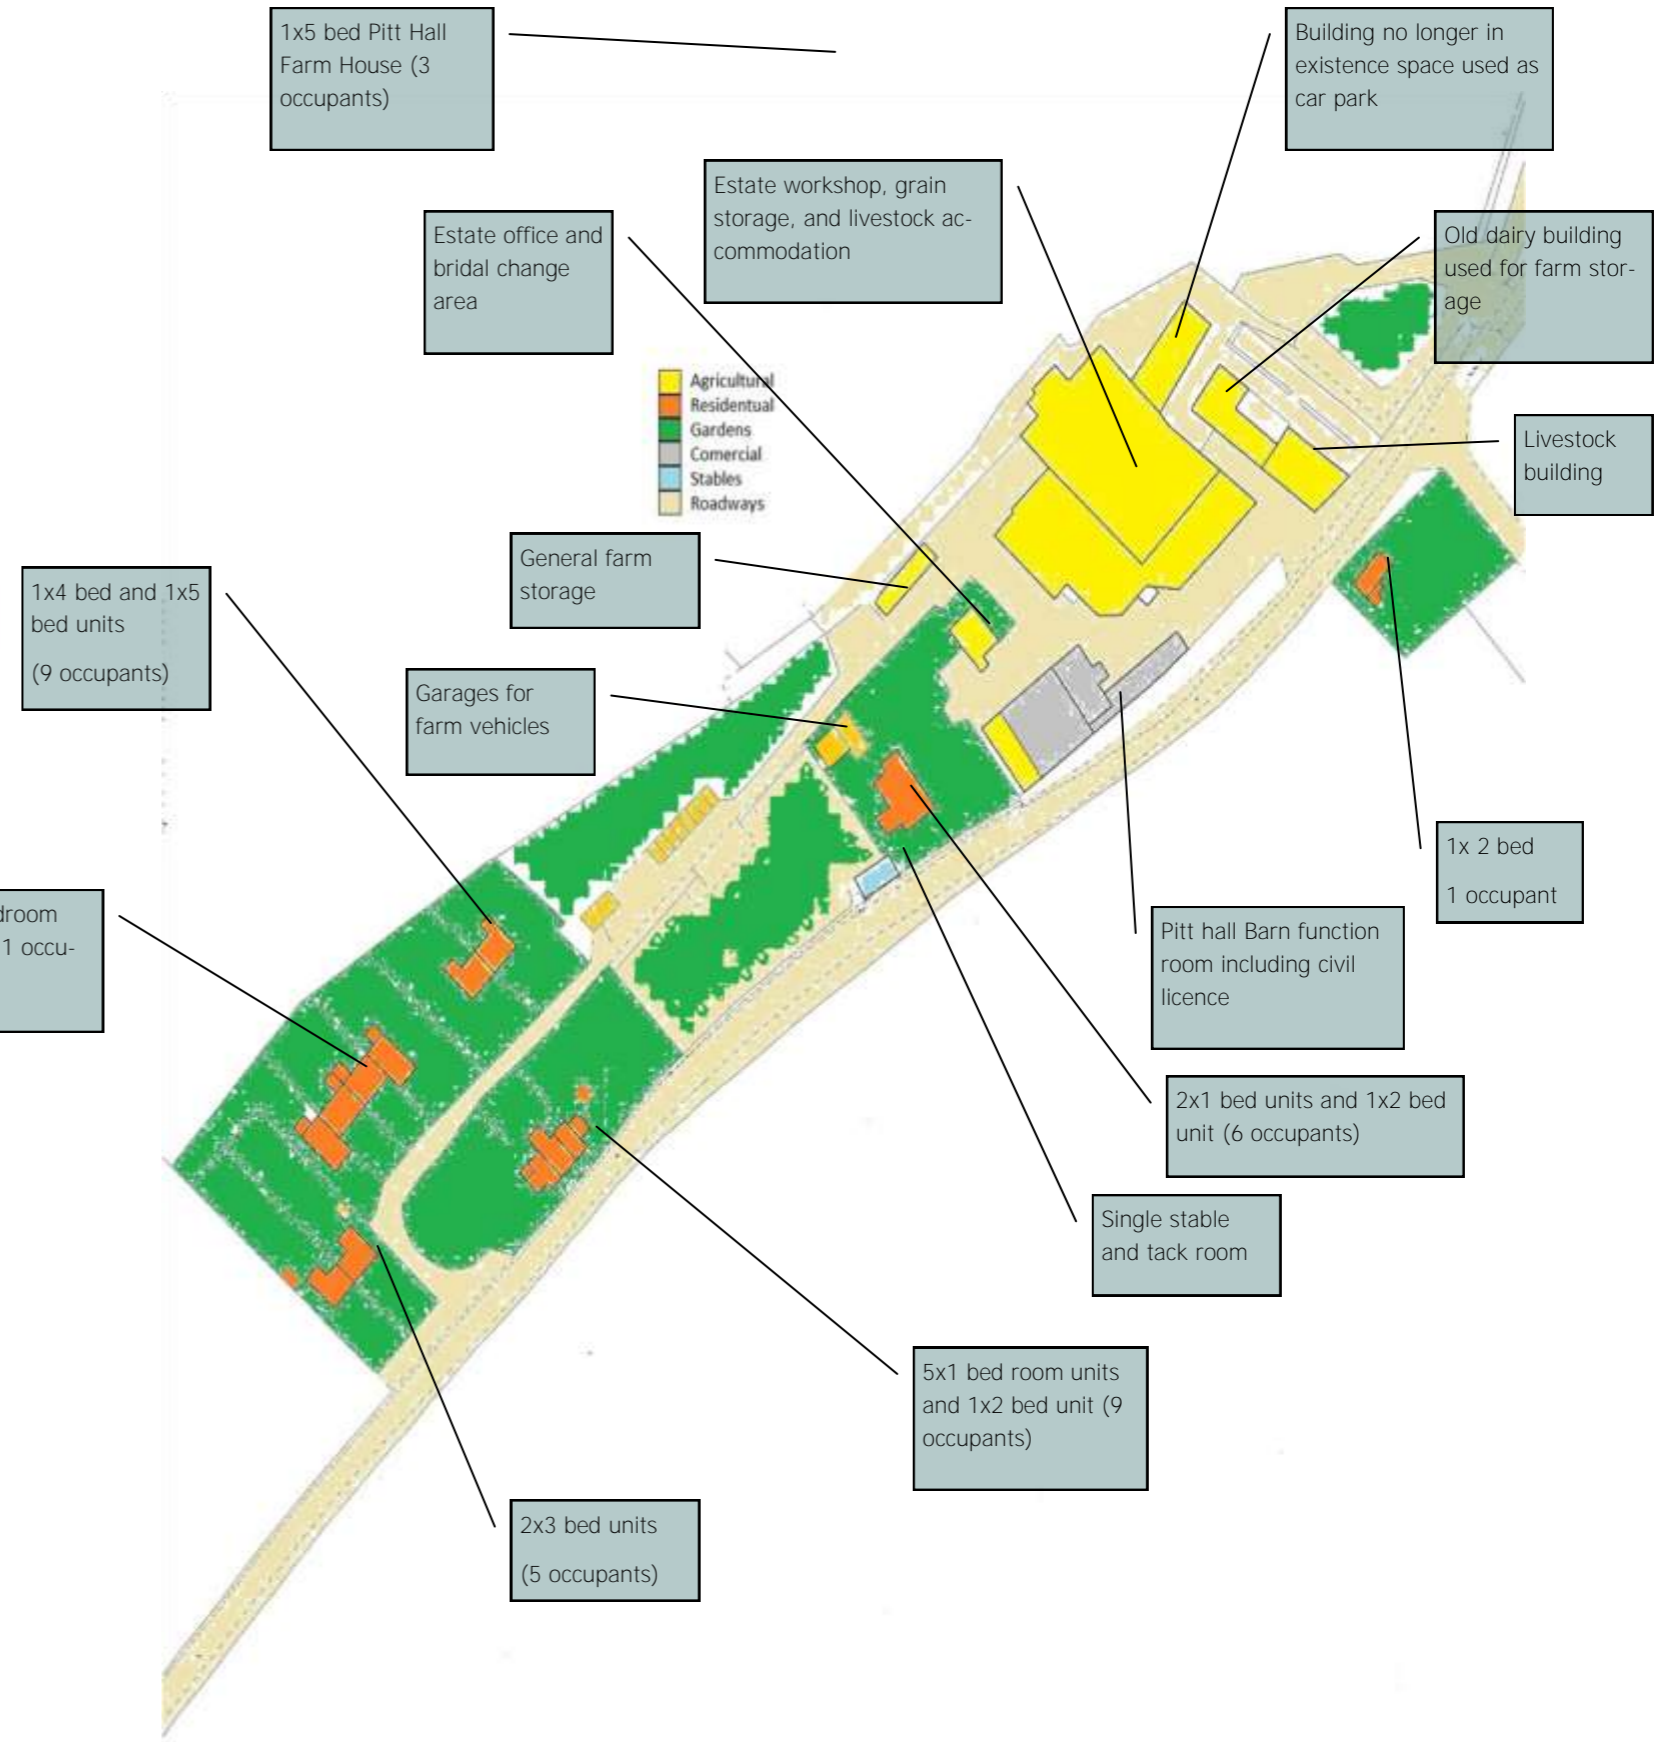 1x5 bed Pitt Hall
Farm House (3
occupants)
Building no longer in
existence space used as
car park
Estate workshop, grain
storage, and livestock ac-
commodation
Estate office and
bridal change
area
Old dairy building
used for farm stor-
age
Agricultural
Residentual
Gardens
Comercial
Stables
Roadways
Livestock
building
General farm
storage
1x4 bed and 1x5
bed units
(9 occupants)
Garages for
farm vehicles
1x 2 bed
1 occupant
droom
1 occu-
Pitt hall Barn function
room including civil
licence
2x1 bed units and 1x2 bed
unit (6 occupants)
Single stable
and tack room
5x1 bed room units
and 1x2 bed unit (9
occupants)
2x3 bed units
(5 occupants)